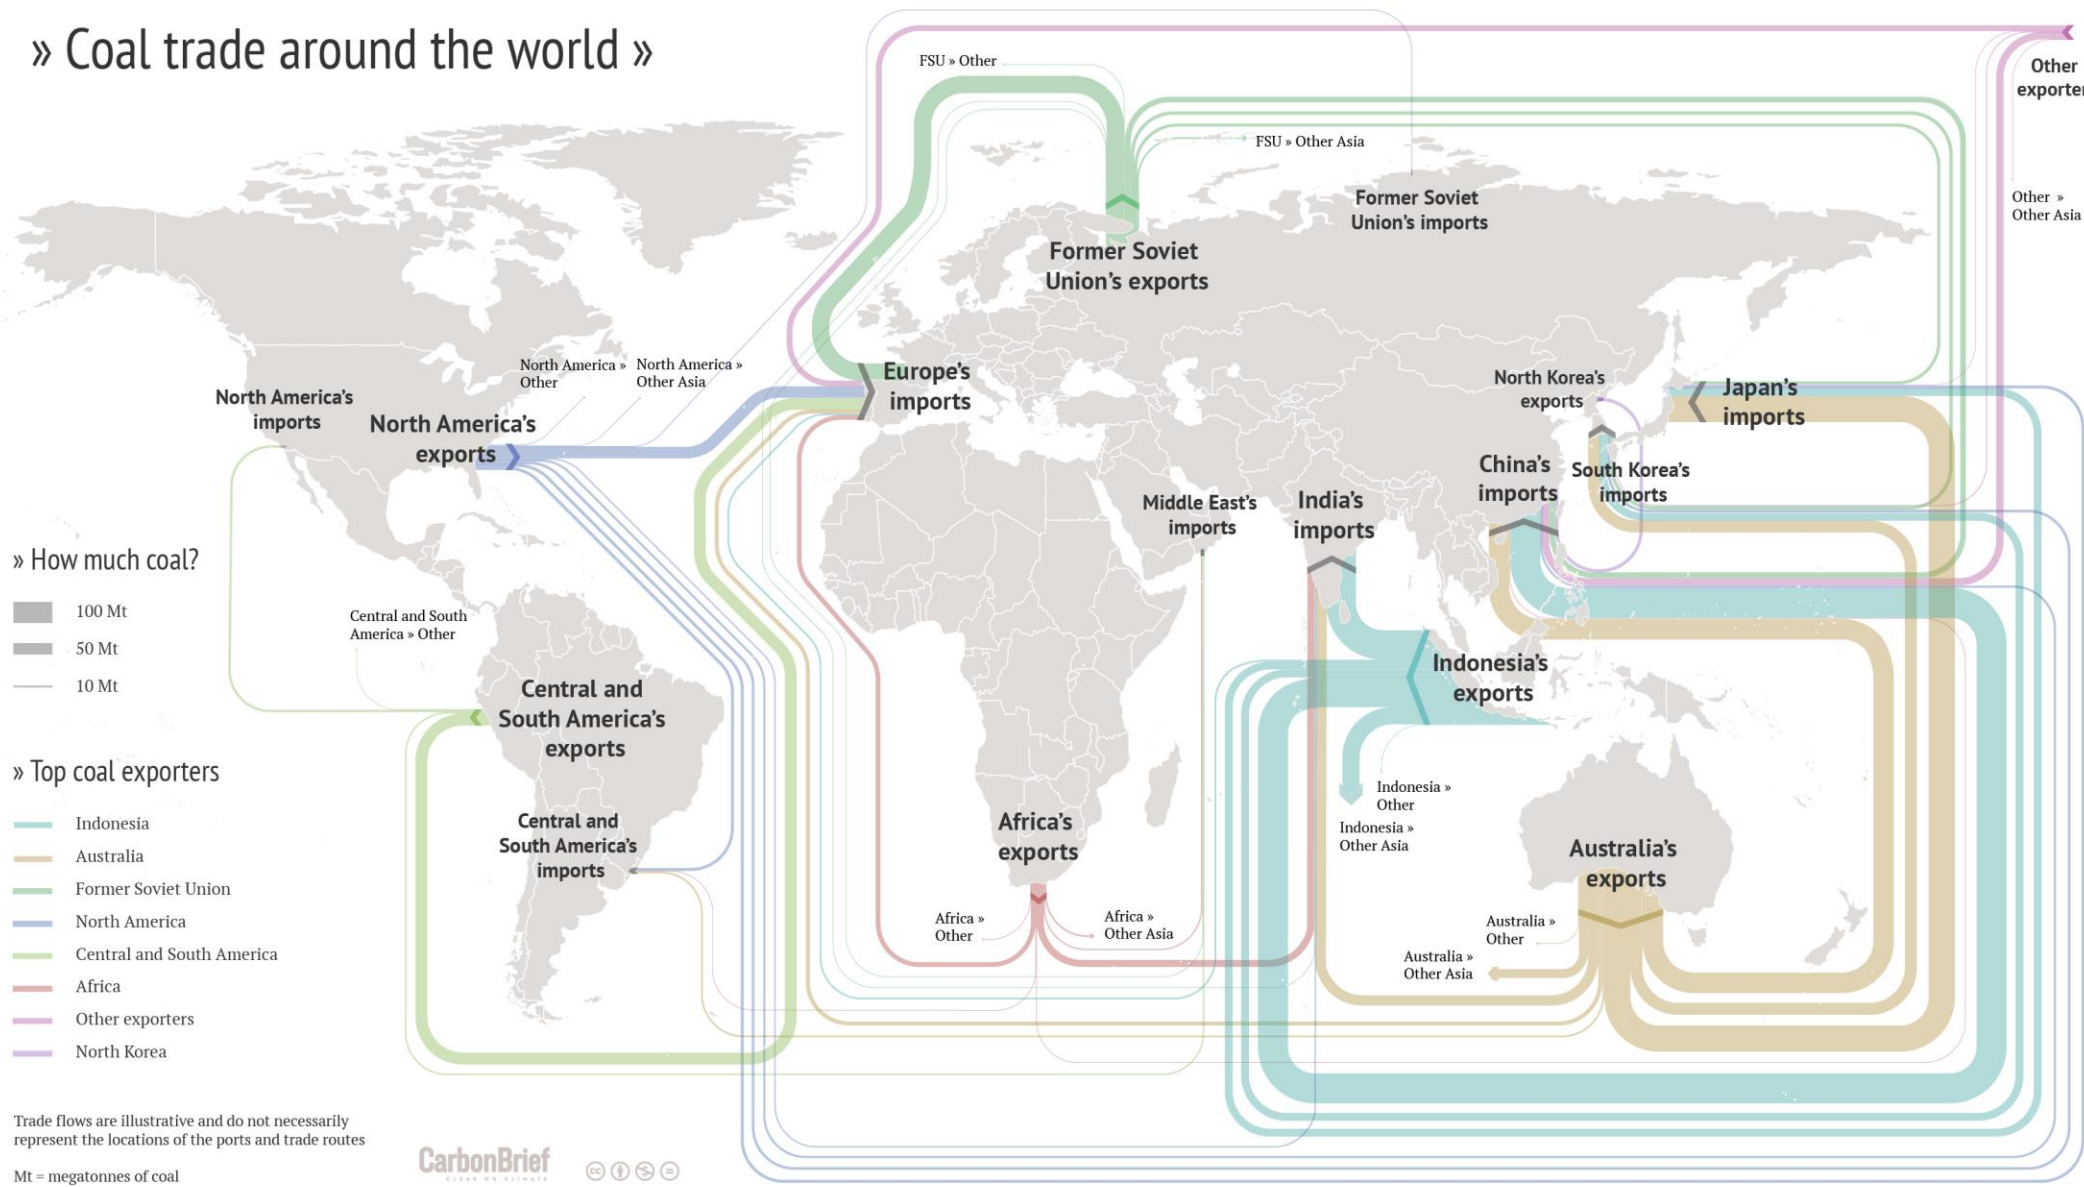 » Coal trade around the world »
FSU » Other
Other
exporter
FSU » Other Asia
Former Soviet
Union's imports
Other »
Other Asia
Former Soviet
Union's exports
North America »
Other
North America »
Other Asia
Europe's
imports
North Korea's
exports
Japan's
imports
North America's
imports
North America's
exports
China's
imports
South Korea's
imports
Middle East's
imports
India's
imports
» How much coal?
100 Mt
50 Mt
10 Mt
Central and South
America » Other
Central and
South America's
exports
Indonesia's
exports
» Top coal exporters
Indonesia
Australia
Former Soviet Union
North America
Central and South America
Africa
Other exporters
North Korea
Indonesia »
Other
Indonesia »
Other Asia
Central and
South America's
imports
Africa's
exports
Australia's
exports
Africa »
Other
Africa »
Other Asia
Australia »
Other
Australia »
Other Asia
Trade flows are illustrative and do not necessarily
represent the locations of the ports and trade routes
Mt = megatonnes of coal
CarbonBrief
CLEAR ON CLIMATE
cc